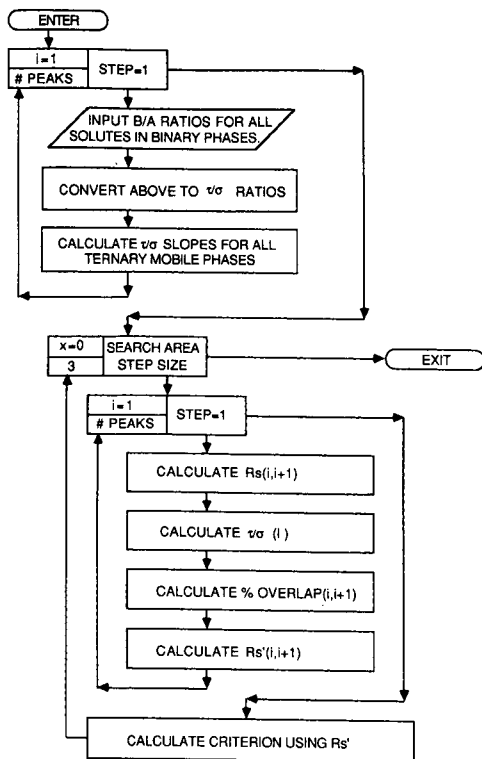 ENTER
i=1
# PEAKS
STEP=1
INPUT B/A RATIOS FOR ALL
SOLUTES IN BINARY PHASES.
CONVERT ABOVE TO τ/σ RATIOS
CALCULATE τ/σ SLOPES FOR ALL
TERNARY MOBILE PHASES
x=0
3
SEARCH AREA
STEP SIZE
EXIT
i=1
# PEAKS
STEP=1
CALCULATE Rs(i,i+1)
CALCULATE τ/σ (i)
CALCULATE % OVERLAP(i,i+1)
CALCULATE Rs'(i,i+1)
CALCULATE CRITERION USING Rs'